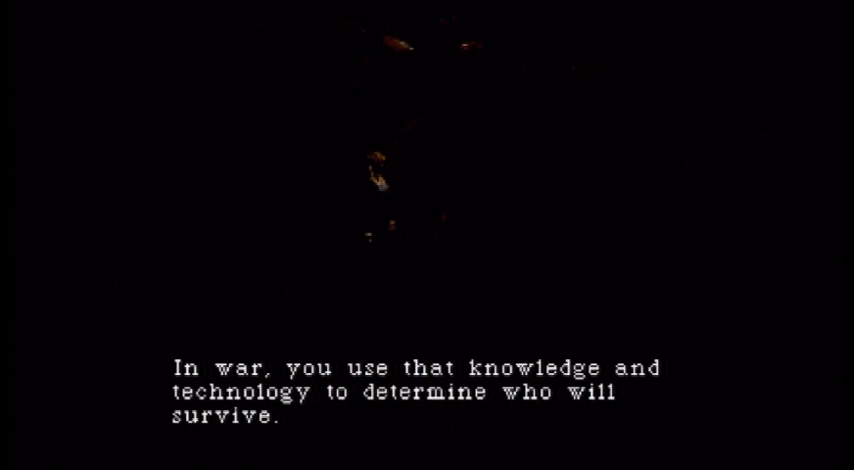 In war, you use that knowledge and
technology to determine who will
survive.